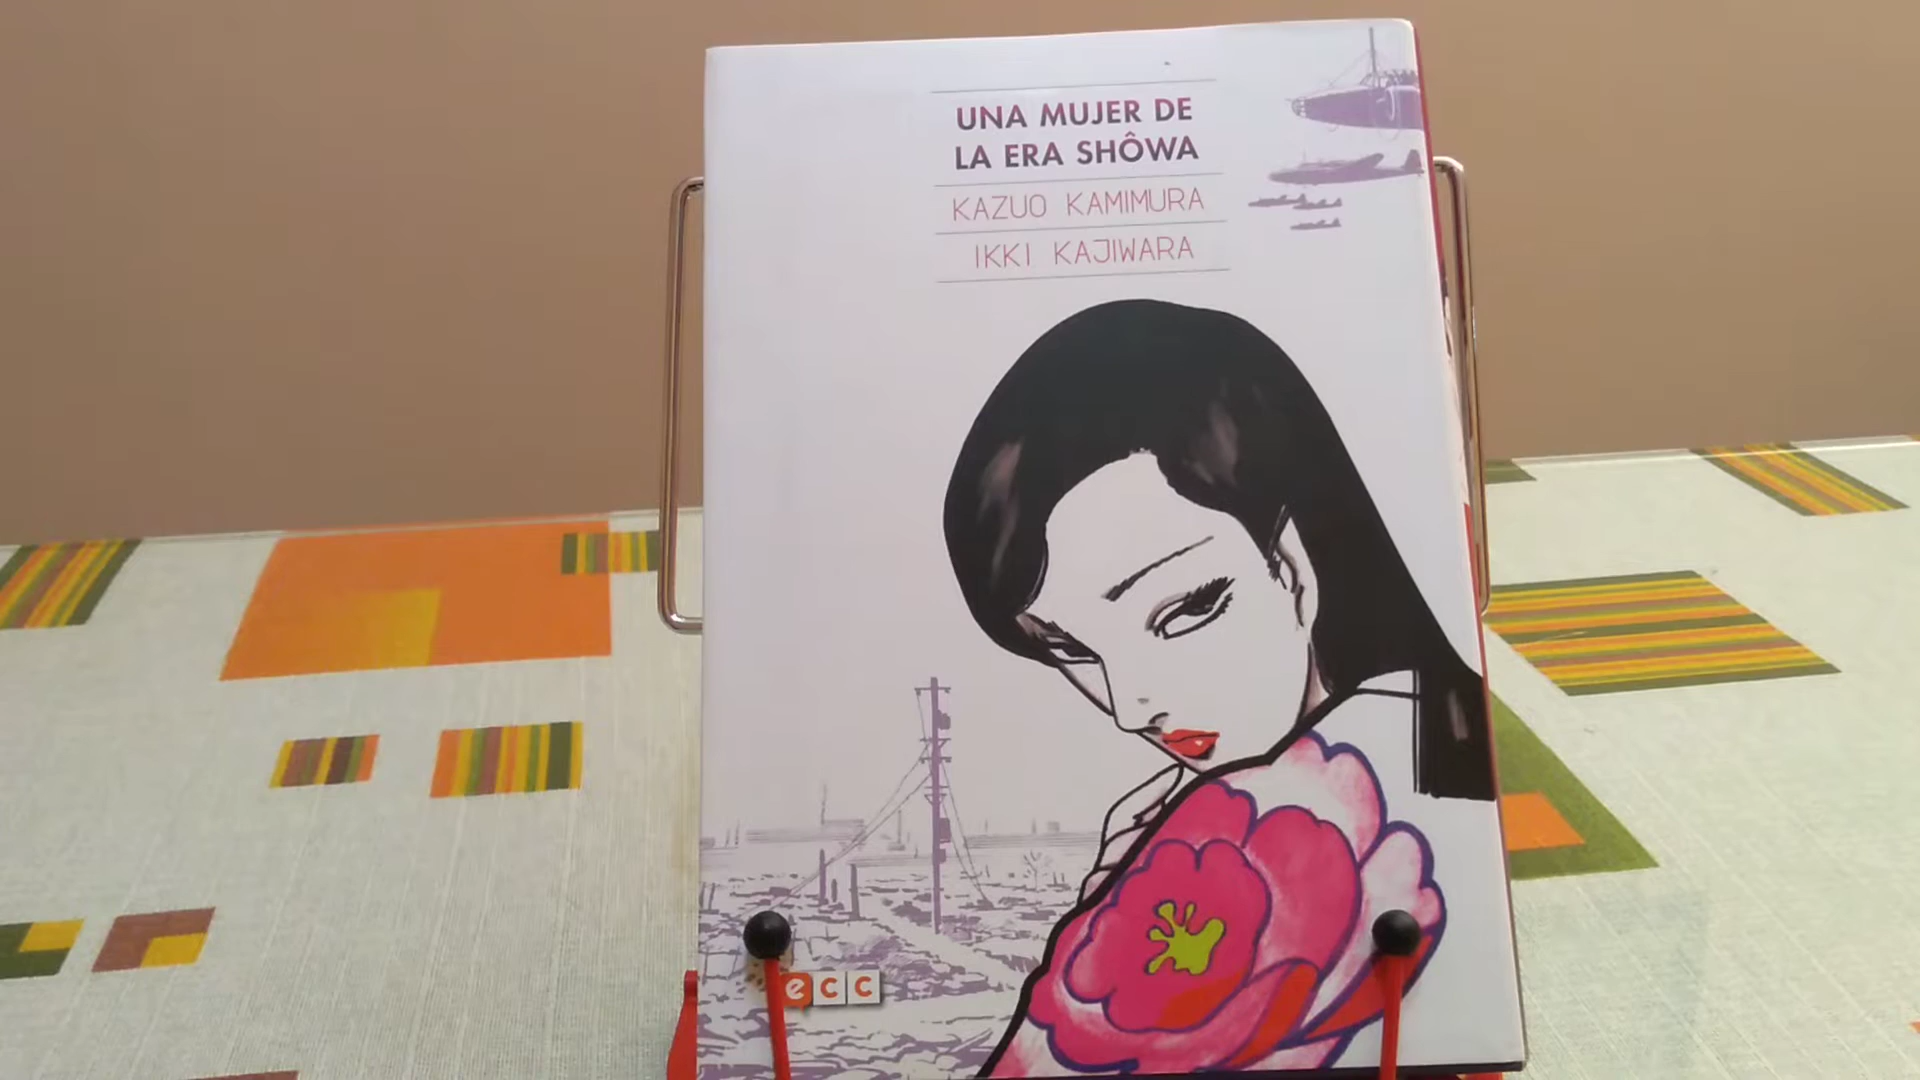 UNA MUJER DE
LA ERA SHÔWA
KAZUO KAMIMURA
IKKI KAJIWARA
ecc